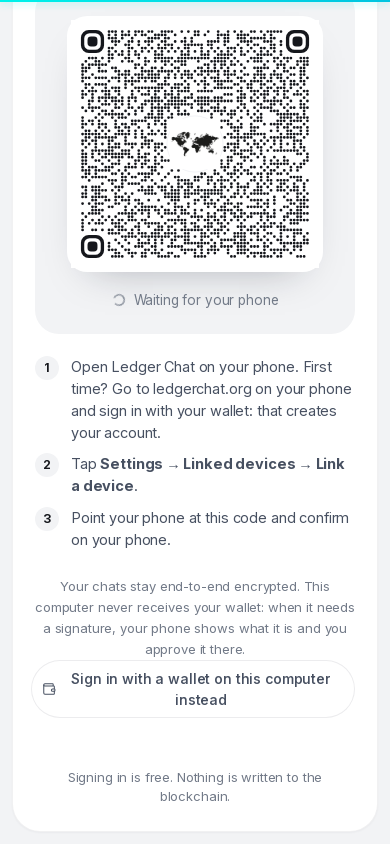 Waiting for your phone
1 Open Ledger Chat on your phone. First
time? Go to ledgerchat.org on your phone
and sign in with your wallet: that creates
your account.
2 Tap Settings → Linked devices → Link
a device.
3 Point your phone at this code and confirm
on your phone.
Your chats stay end-to-end encrypted. This
computer never receives your wallet: when it needs
a signature, your phone shows what it is and you
approve it there.
Sign in with a wallet on this computer
instead
Signing in is free. Nothing is written to the
blockchain.